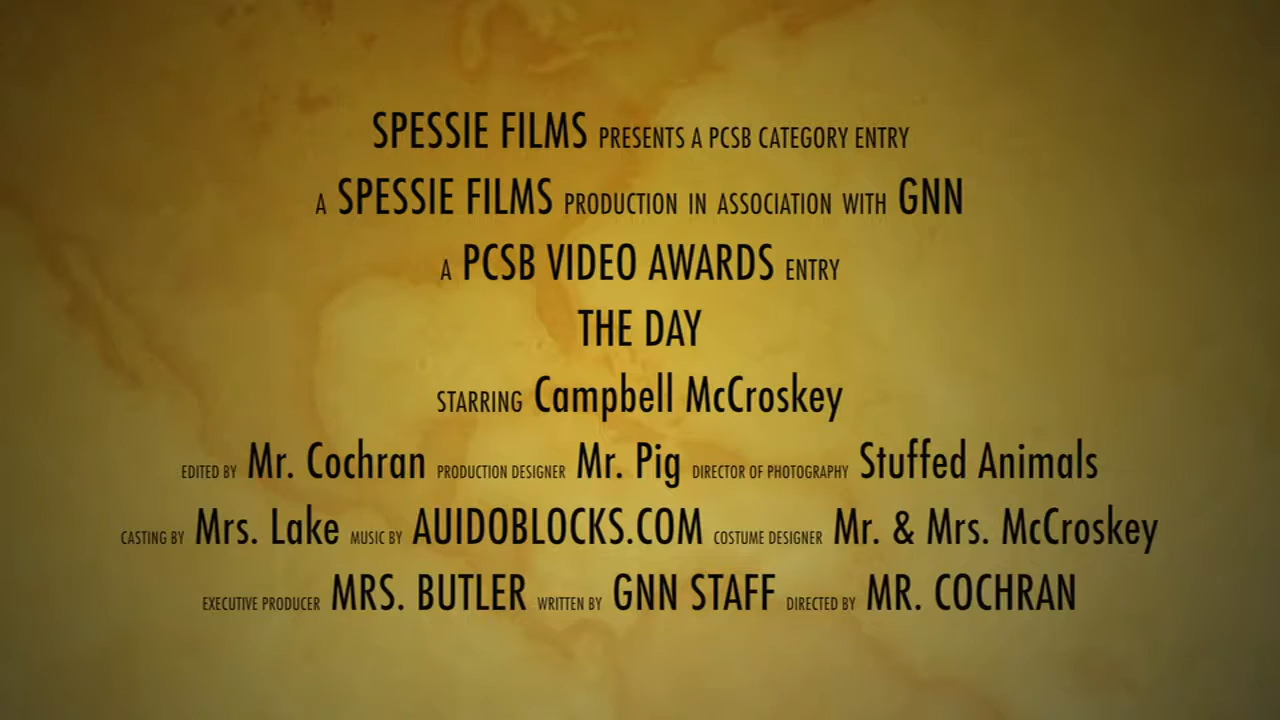 SPESSIE FILMS PRESENTS A PCSB CATEGORY ENTRY
A SPESSIE FILMS PRODUCTION IN ASSOCIATION WITH GNN
A PCSB VIDEO AWARDS ENTRY
THE DAY
STARRING Campbell McCroskey
EDITED BY Mr. Cochran PRODUCTION DESIGNER Mr. Pig DIRECTOR OF PHOTOGRAPHY Stuffed Animals
CASTING BY Mrs. Lake MUSIC BY AUIDOBLOCKS.COM COSTUME DESIGNER Mr. & Mrs. McCroskey
EXECUTIVE PRODUCER MRS. BUTLER WRITTEN BY GNN STAFF DIRECTED BY MR. COCHRAN